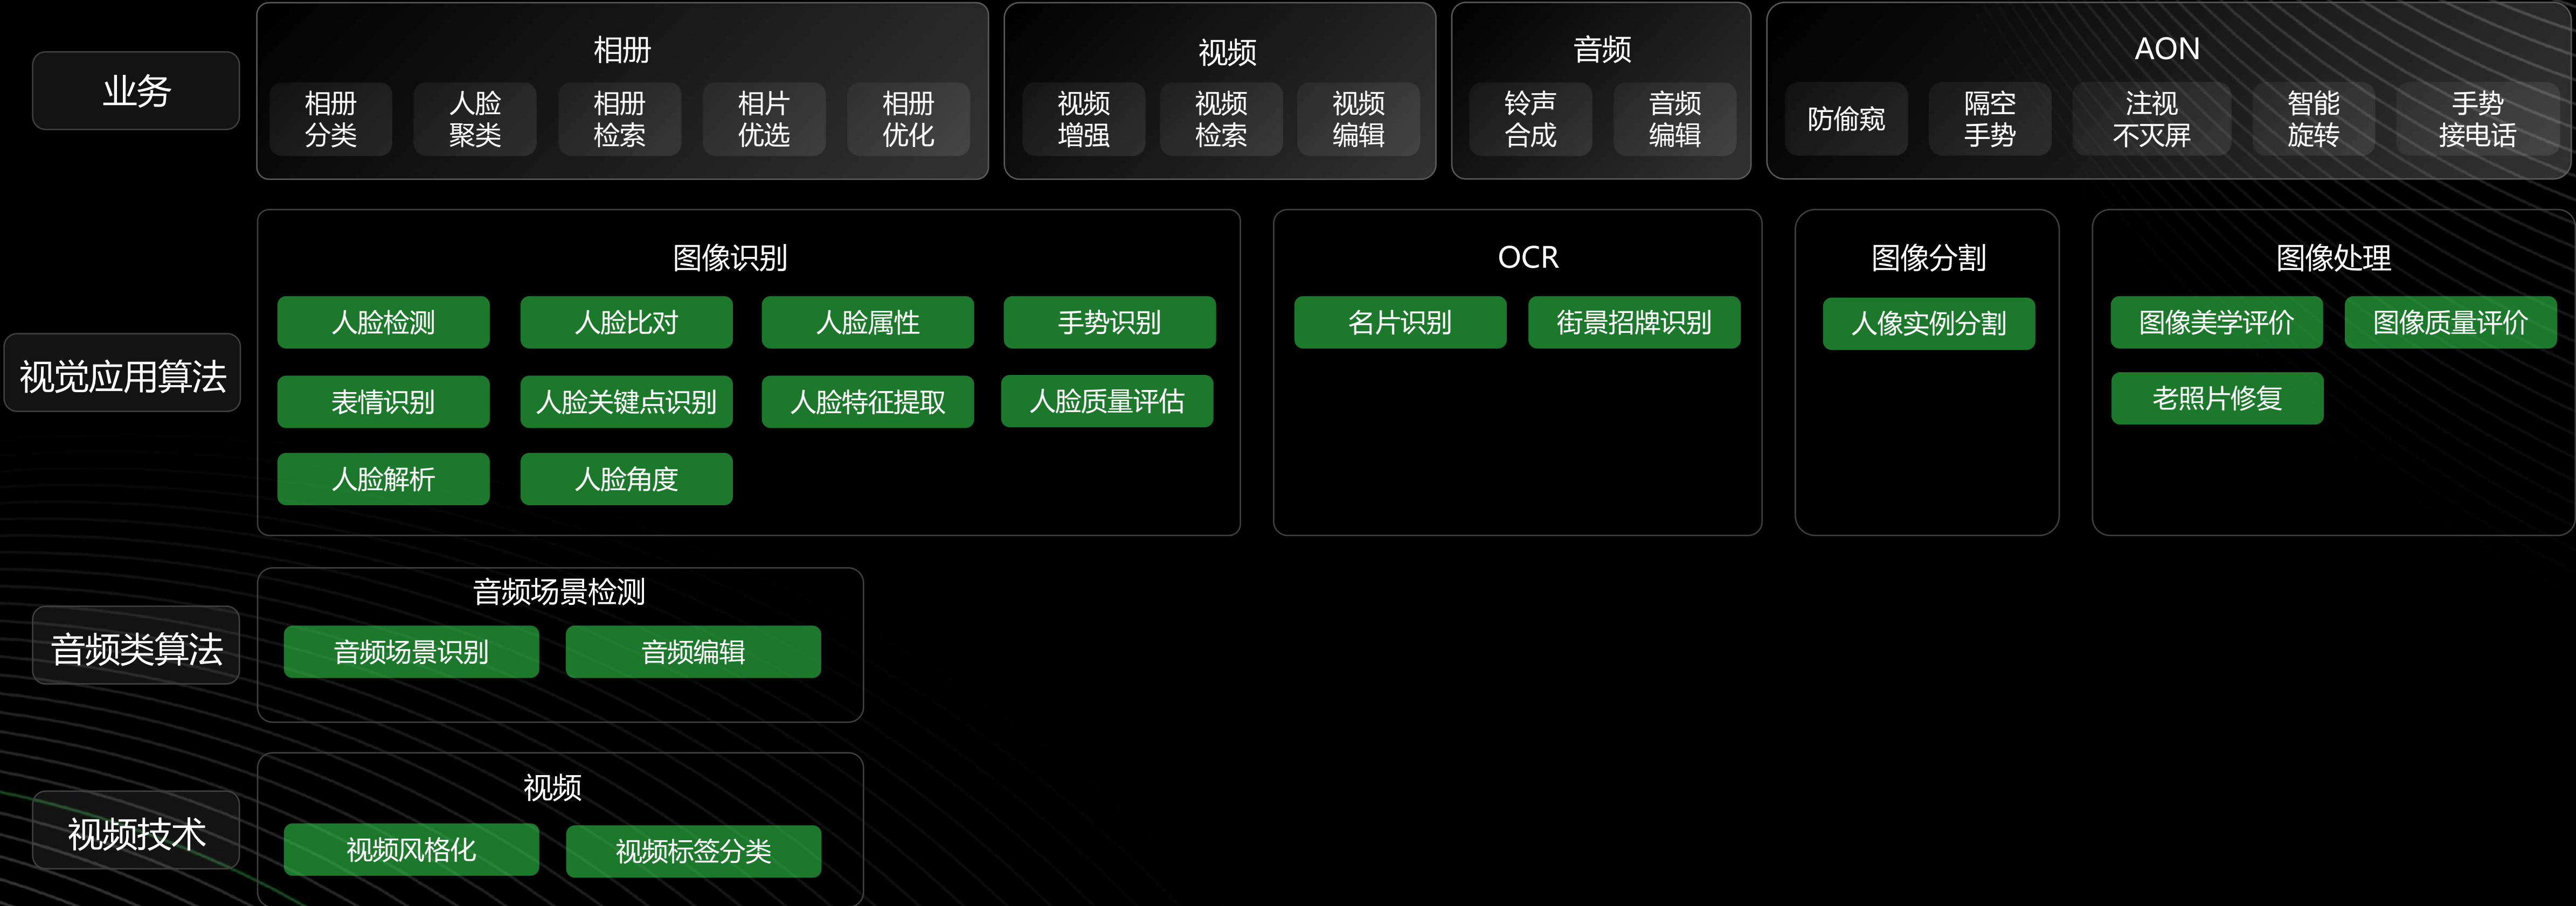 业务
相册
相册
分类
人脸
聚类
相册
检索
相片
优选
相册
优化
视频
视频
增强
视频
检索
视频
编辑
音频
铃声
合成
音频
编辑
AON
防偷窥
隔空
手势
注视
不灭屏
智能
旋转
手势
接电话
视觉应用算法
图像识别
人脸检测
人脸比对
人脸属性
手势识别
表情识别
人脸关键点识别
人脸特征提取
人脸质量评估
人脸解析
人脸角度
OCR
名片识别
街景招牌识别
图像分割
人像实例分割
图像处理
图像美学评价
图像质量评价
老照片修复
音频类算法
音频场景检测
音频场景识别
音频编辑
视频技术
视频
视频风格化
视频标签分类